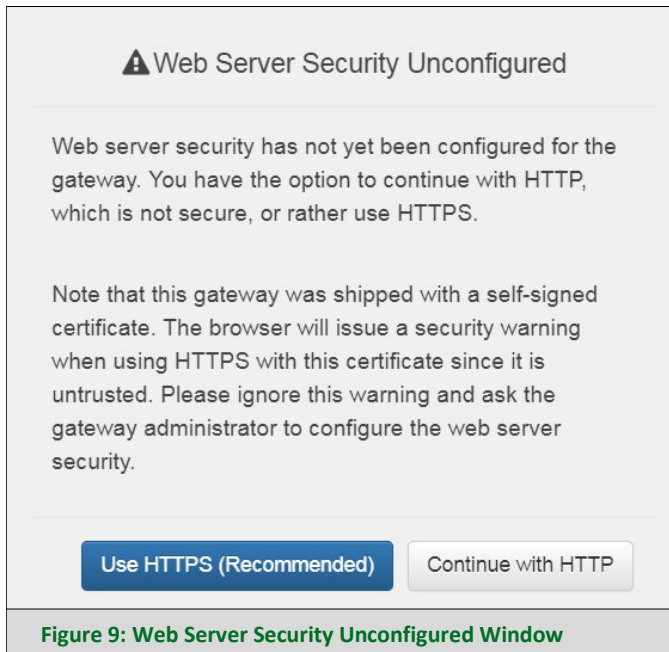 Web Server Security Unconfigured
Web server security has not yet been configured for the
gateway. You have the option to continue with HTTP,
which is not secure, or rather use HTTPS.
Note that this gateway was shipped with a self-signed
certificate. The browser will issue a security warning
when using HTTPS with this certificate since it is
untrusted. Please ignore this warning and ask the
gateway administrator to configure the web server
security.
Use HTTPS (Recommended)
Continue with HTTP
Figure 9: Web Server Security Unconfigured Window